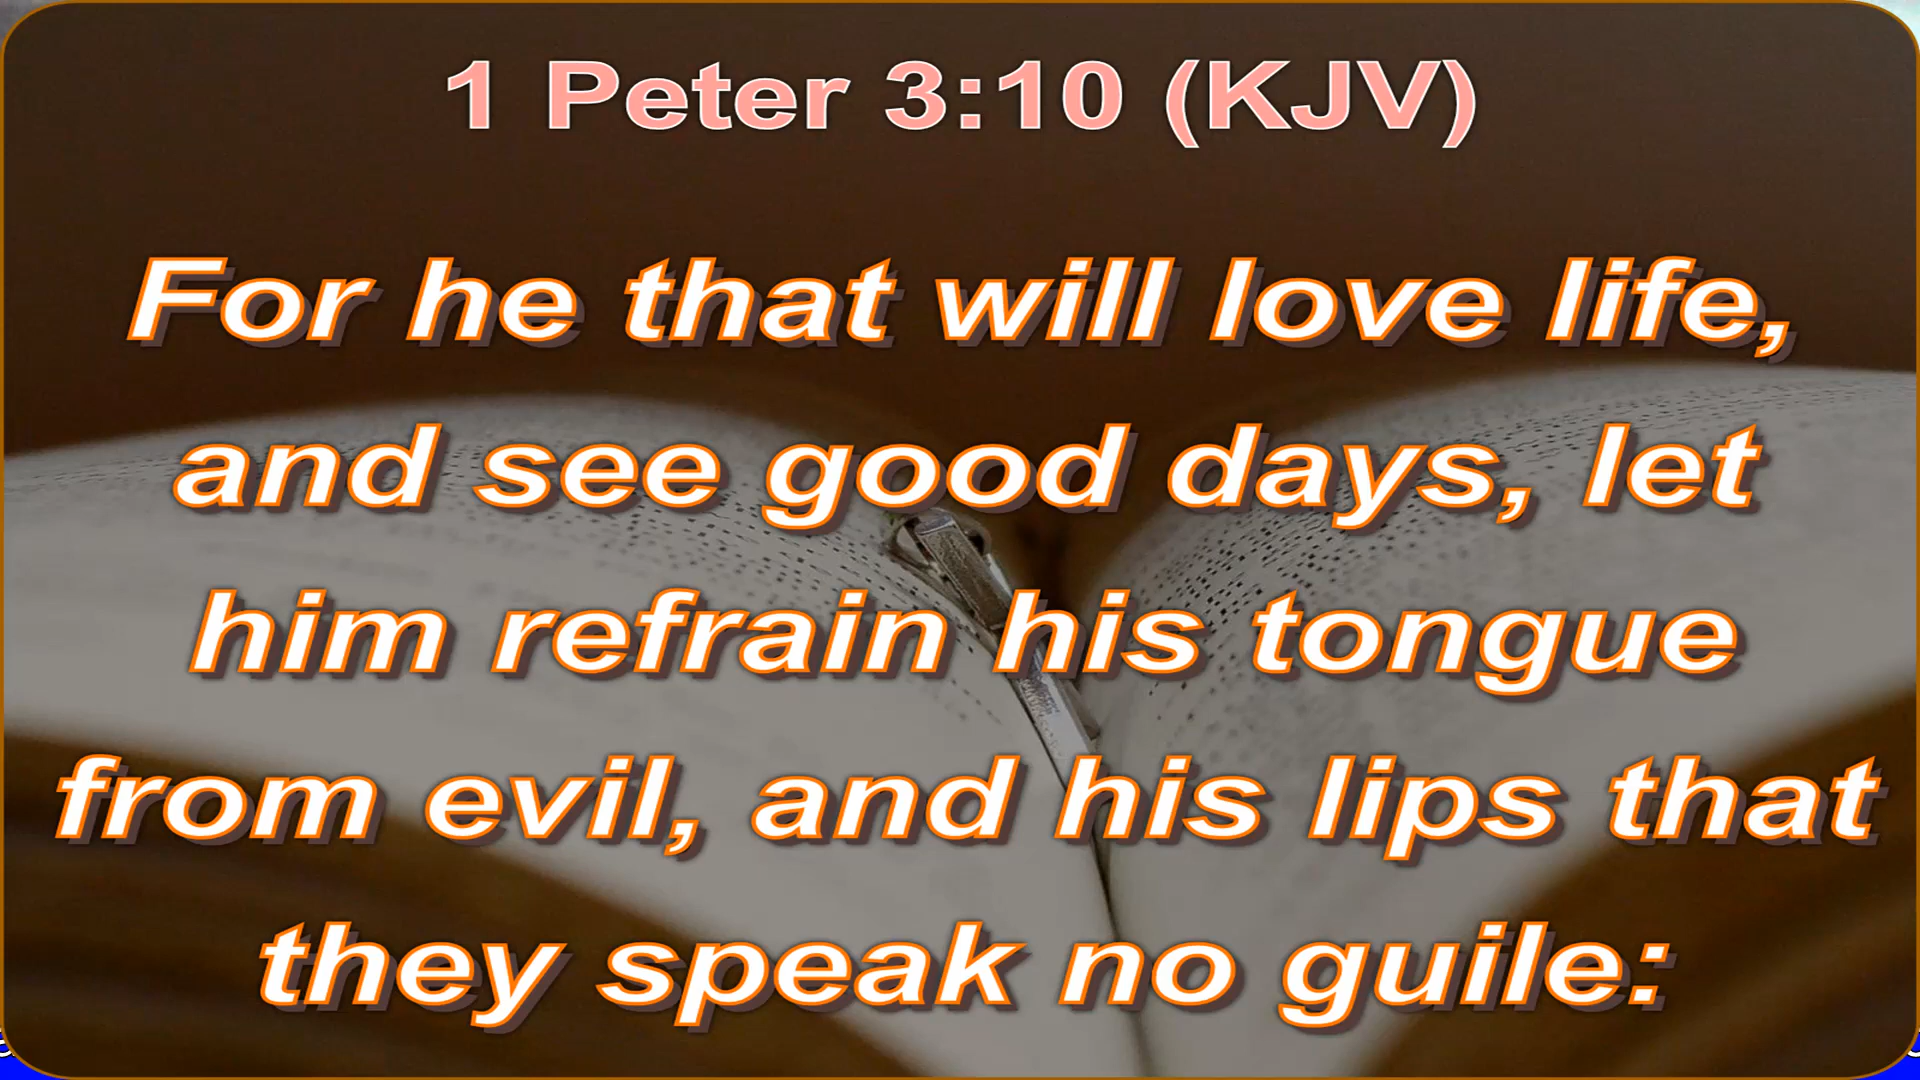 1 Peter 3:10 (KJV)
For he that will love life,
and see good days, let
him refrain his tongue
from evil, and his lips that
they speak no guile: